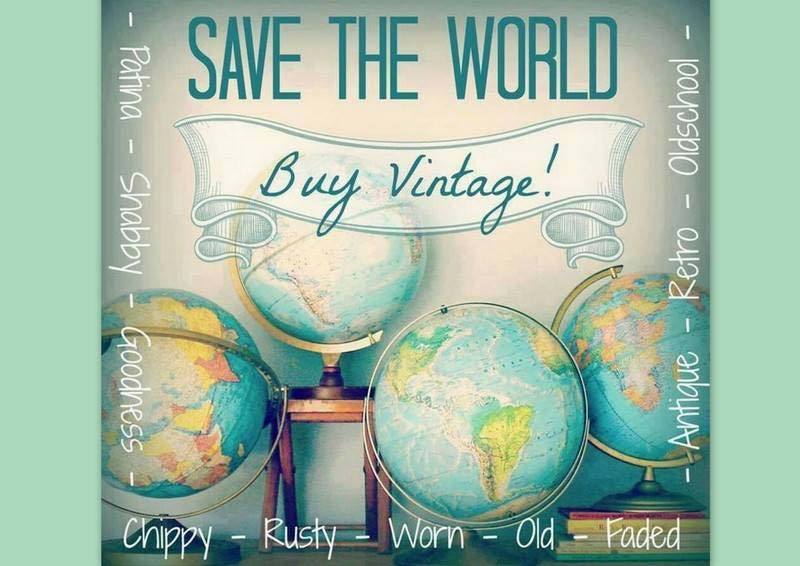 SAVE THE WORLD
Buy Vintage!
- Patina - Shabby - Goodness -
Chippy - Rusty - Worn - Old - Faded
- Antique - Retro - Oldschool -